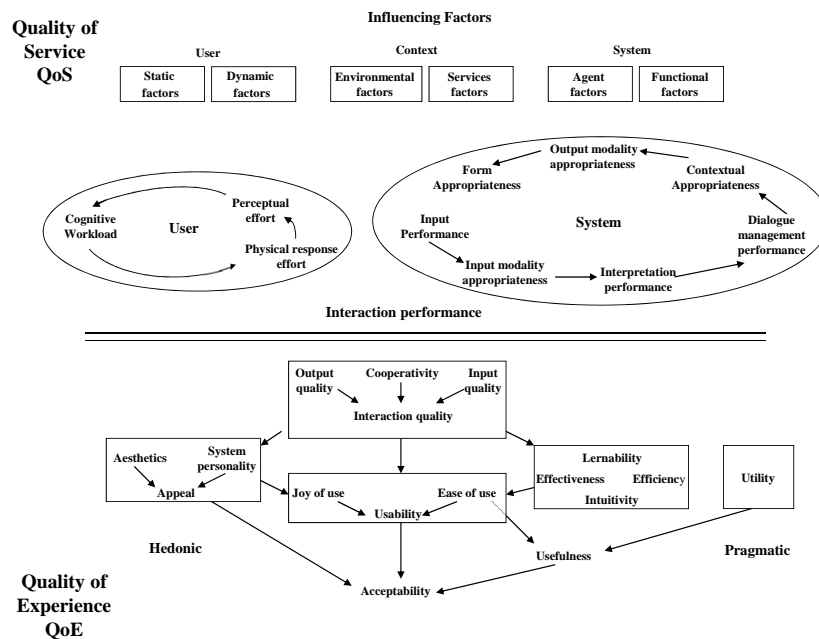 Quality of
Service
QoS
Influencing Factors
User
Context
System
Static
factors
Dynamic
factors
Environmental
factors
Services
factors
Agent
factors
Functional
factors
Cognitive
Workload
User
Perceptual
effort
Physical response
effort
Form
Appropriateness
Output modality
appropriateness
Contextual
Appropriateness
Input
Performance
System
Dialogue
management
performance
Input modality
appropriateness
Interpretation
performance
Interaction performance
Output
quality
Cooperativity
Input
quality
Interaction quality
Aesthetics
System
personality
Appeal
Joy of use
Ease of use
Usability
Lernability
Effectiveness
Efficiency
Intuitivity
Utility
Hedonic
Usefulness
Pragmatic
Acceptability
Quality of
Experience
QoE